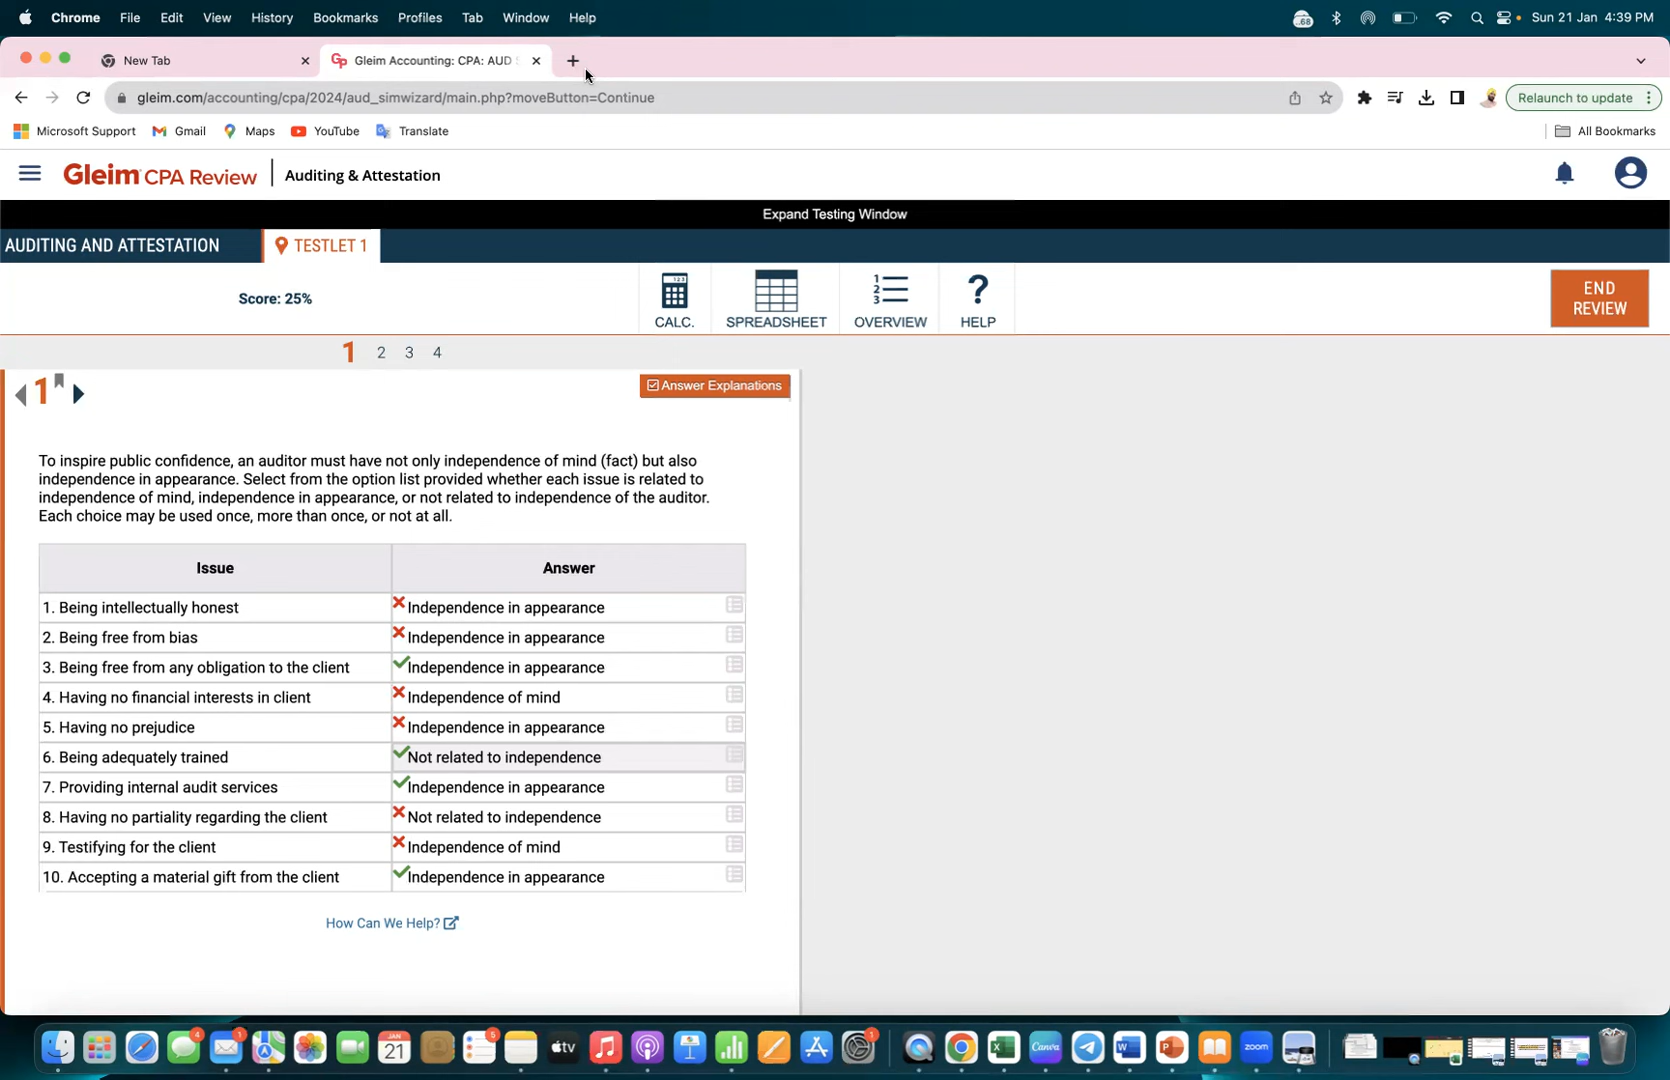 Chrome File Edit View History Bookmarks Profiles Tab Window Help Sun 21 Jan 4:39 PM
New Tab
Gleim Accounting: CPA: AUD
gleim.com/accounting/cpa/2024/aud_simwizard/main.php?moveButton=Continue
Relaunch to update
Microsoft Support Gmail Maps YouTube Translate All Bookmarks
Gleim CPA Review Auditing & Attestation
Expand Testing Window
AUDITING AND ATTESTATION TESTLET 1
Score: 25%
CALC. SPREADSHEET OVERVIEW HELP
END
REVIEW
1 2 3 4
1
Answer Explanations
To inspire public confidence, an auditor must have not only independence of mind (fact) but also
independence in appearance. Select from the option list provided whether each issue is related to
independence of mind, independence in appearance, or not related to independence of the auditor.
Each choice may be used once, more than once, or not at all.
Issue Answer
1. Being intellectually honest Independence in appearance
2. Being free from bias Independence in appearance
3. Being free from any obligation to the client Independence in appearance
4. Having no financial interests in client Independence of mind
5. Having no prejudice Independence in appearance
6. Being adequately trained Not related to independence
7. Providing internal audit services Independence in appearance
8. Having no partiality regarding the client Not related to independence
9. Testifying for the client Independence of mind
10. Accepting a material gift from the client Independence in appearance
How Can We Help?
4 1 JAN 21 5 tv 1 Canva zoom